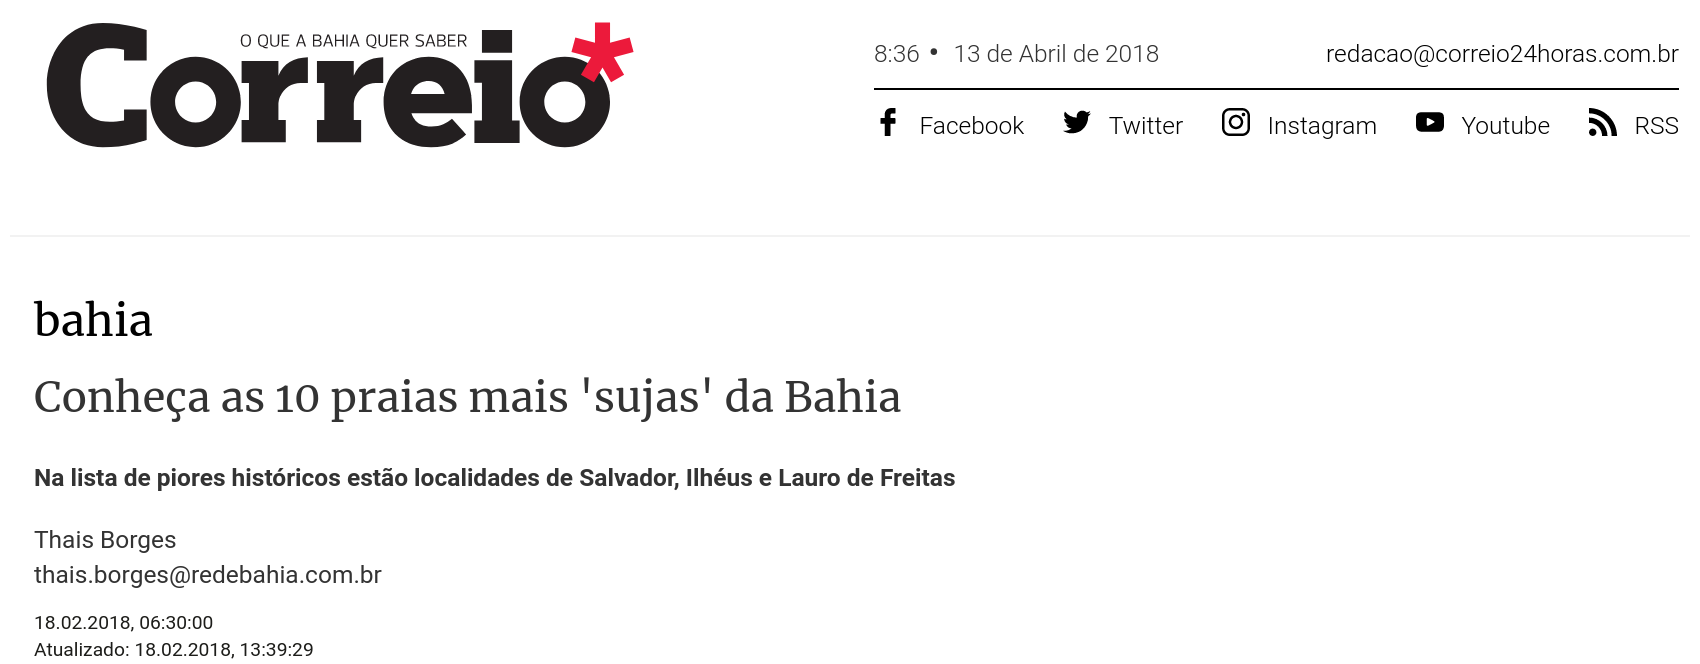 O QUE A BAHIA QUER SABER
Correio*
8:36 • 13 de Abril de 2018
redacao@correio24horas.com.br
Facebook Twitter Instagram Youtube RSS
bahia
Conheça as 10 praias mais 'sujas' da Bahia
Na lista de piores históricos estão localidades de Salvador, Ilhéus e Lauro de Freitas
Thais Borges
thais.borges@redebahia.com.br
18.02.2018, 06:30:00
Atualizado: 18.02.2018, 13:39:29